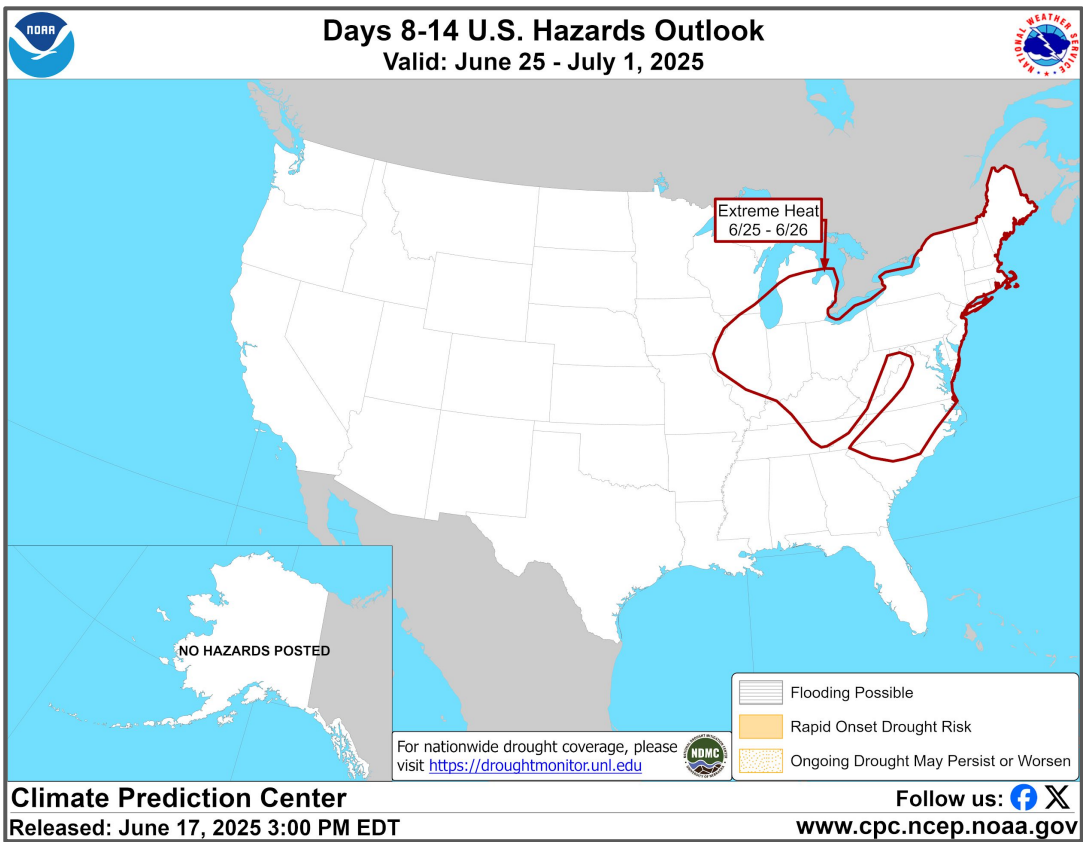 NOAA
Days 8-14 U.S. Hazards Outlook
Valid: June 25 - July 1, 2025
NATIONAL WEATHER SERVICE
Extreme Heat
6/25 - 6/26
NO HAZARDS POSTED
For nationwide drought coverage, please
visit https://droughtmonitor.unl.edu
NDMC
Flooding Possible
Rapid Onset Drought Risk
Ongoing Drought May Persist or Worsen
Climate Prediction Center
Follow us:
Released: June 17, 2025 3:00 PM EDT
www.cpc.ncep.noaa.gov